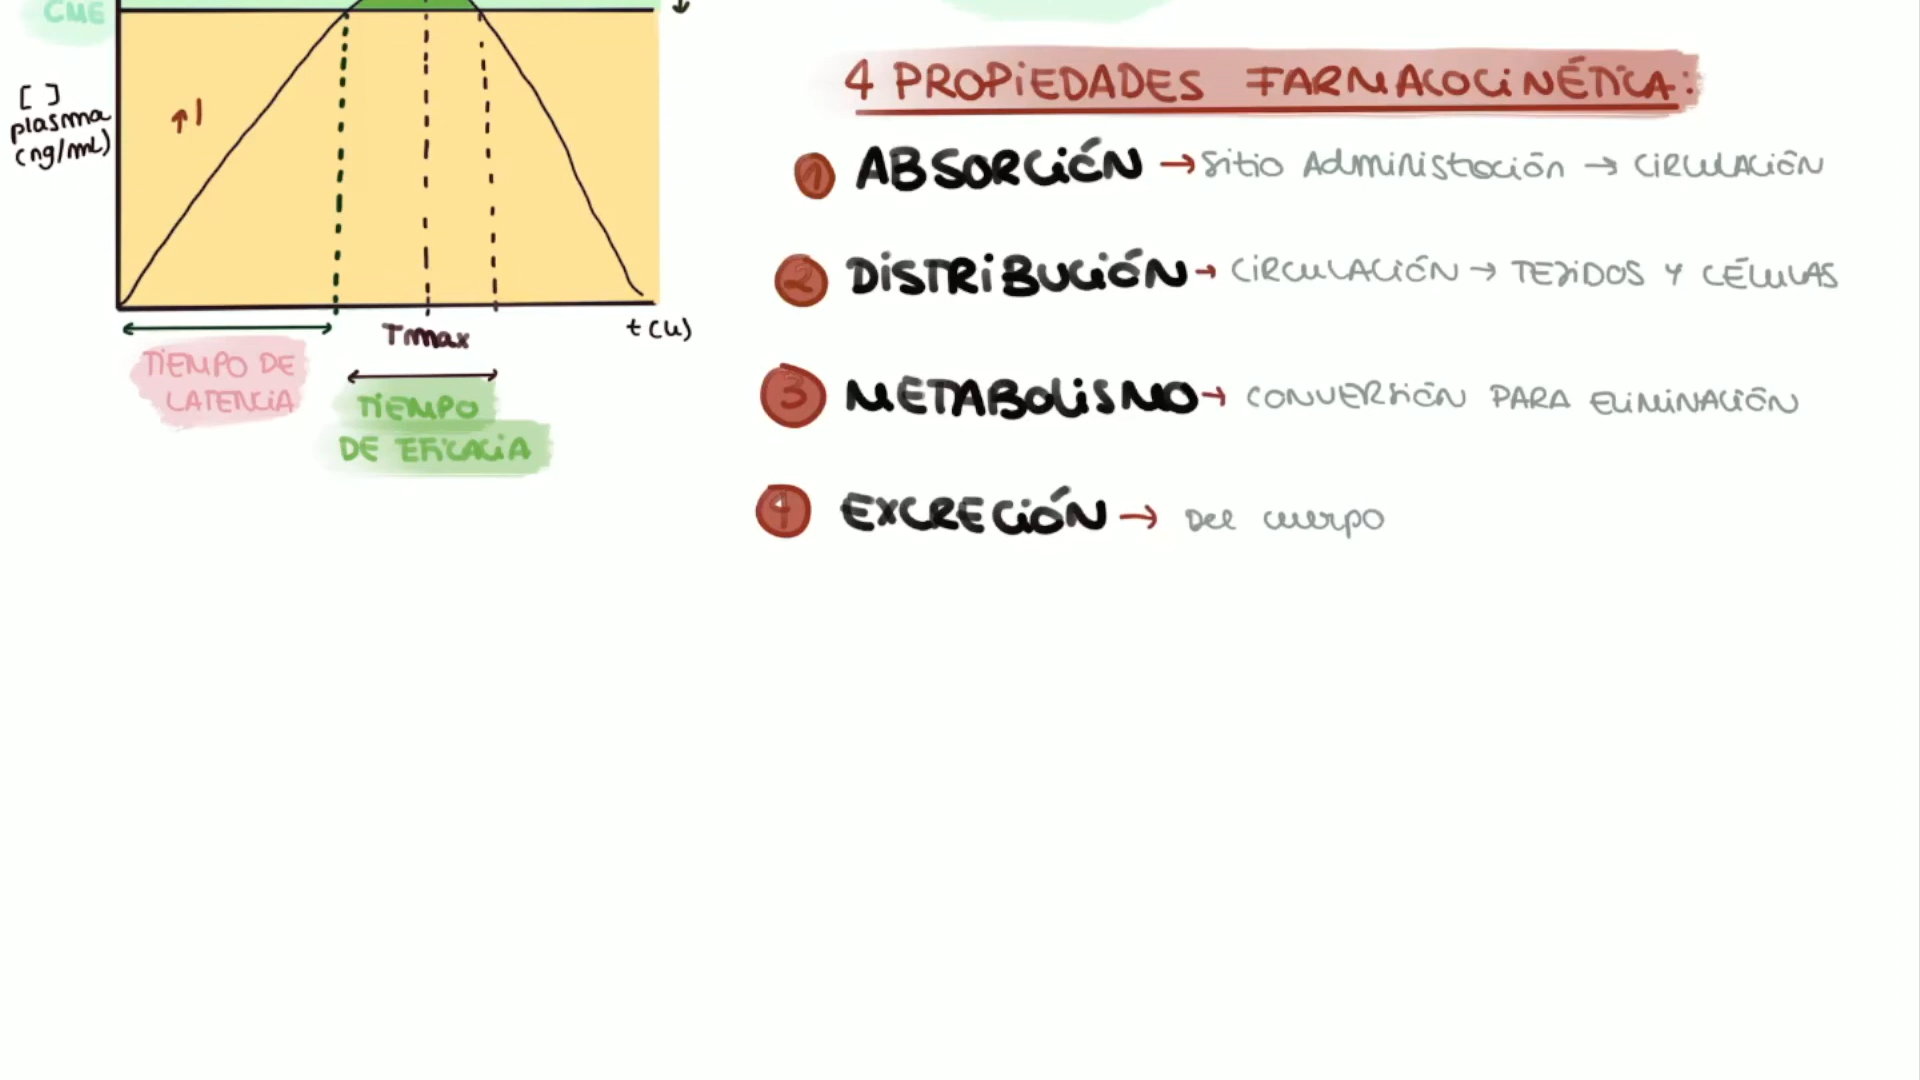 CME
[ ]
plasma
(ng/mL)
↑ 1
Tmax
t(u)
TIEMPO DE
LATENCIA
TIEMPO
DE EFICACIA
4 PROPIEDADES FARMACOCINÉTICA:
1 ABSORCIÓN → Sitio Administración → CIRCULACIÓN
2 DISTRIBUCIÓN → CIRCULACIÓN → TEJIDOS Y CÉLULAS
3 METABOLISMO → CONVERSIÓN PARA ELIMINACIÓN
4 EXCRECIÓN → Del cuerpo